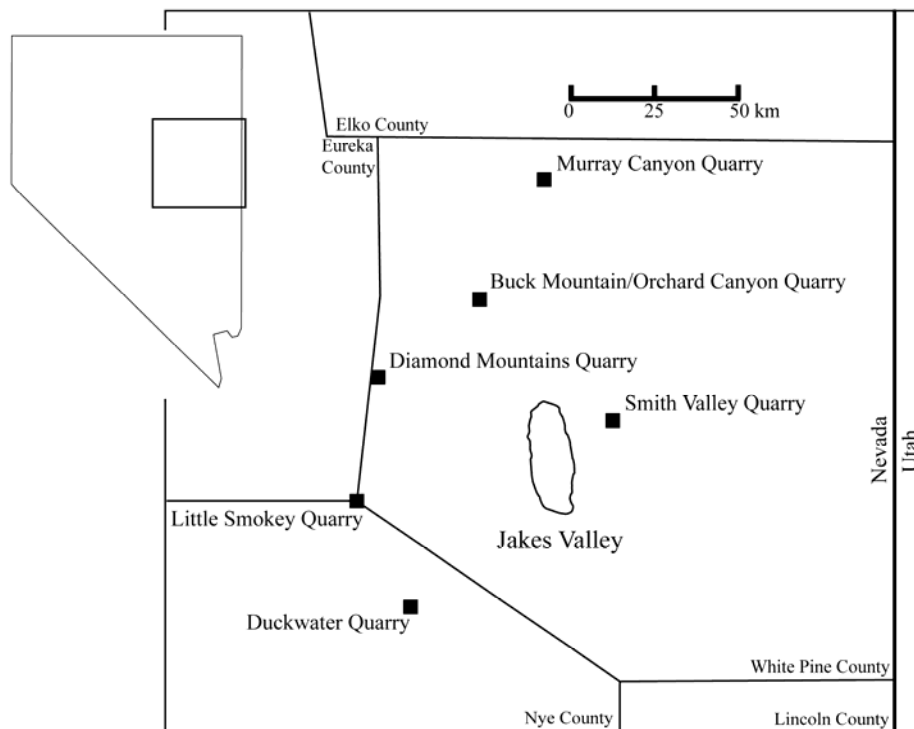 0 25 50 km
Elko County
Eureka
County
Murray Canyon Quarry
Buck Mountain/Orchard Canyon Quarry
Diamond Mountains Quarry
Smith Valley Quarry
Nevada
Utah
Little Smokey Quarry
Jakes Valley
Duckwater Quarry
White Pine County
Nye County
Lincoln County